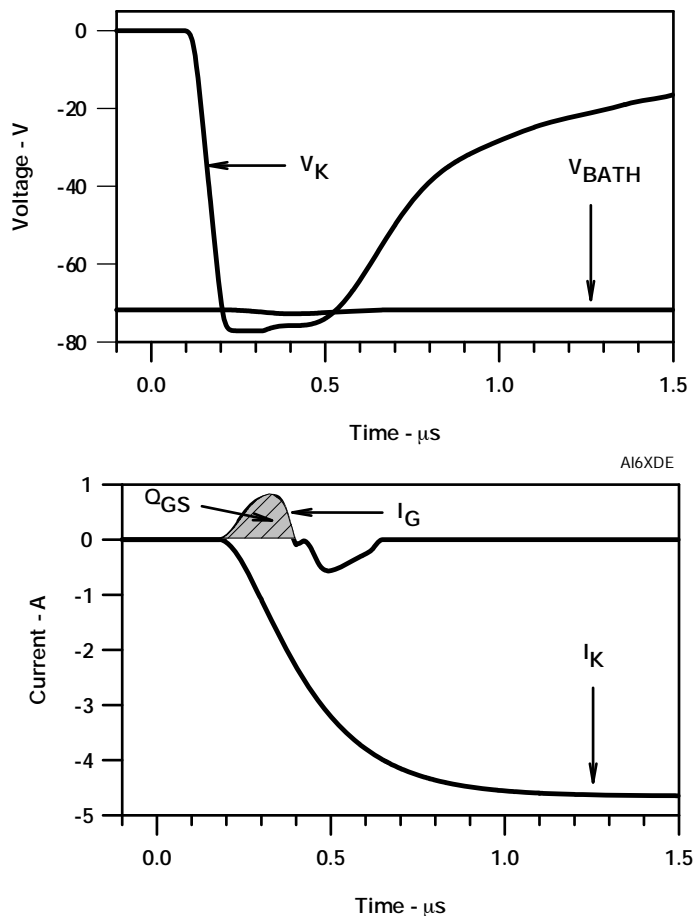 0
-20
-40
-60
-80
Voltage - V
V_K
V_BATH
0.0 0.5 1.0 1.5
Time - μs
AI6XDE
1
0
-1
-2
-3
-4
-5
Current - A
Q_GS
I_G
I_K
0.0 0.5 1.0 1.5
Time - μs